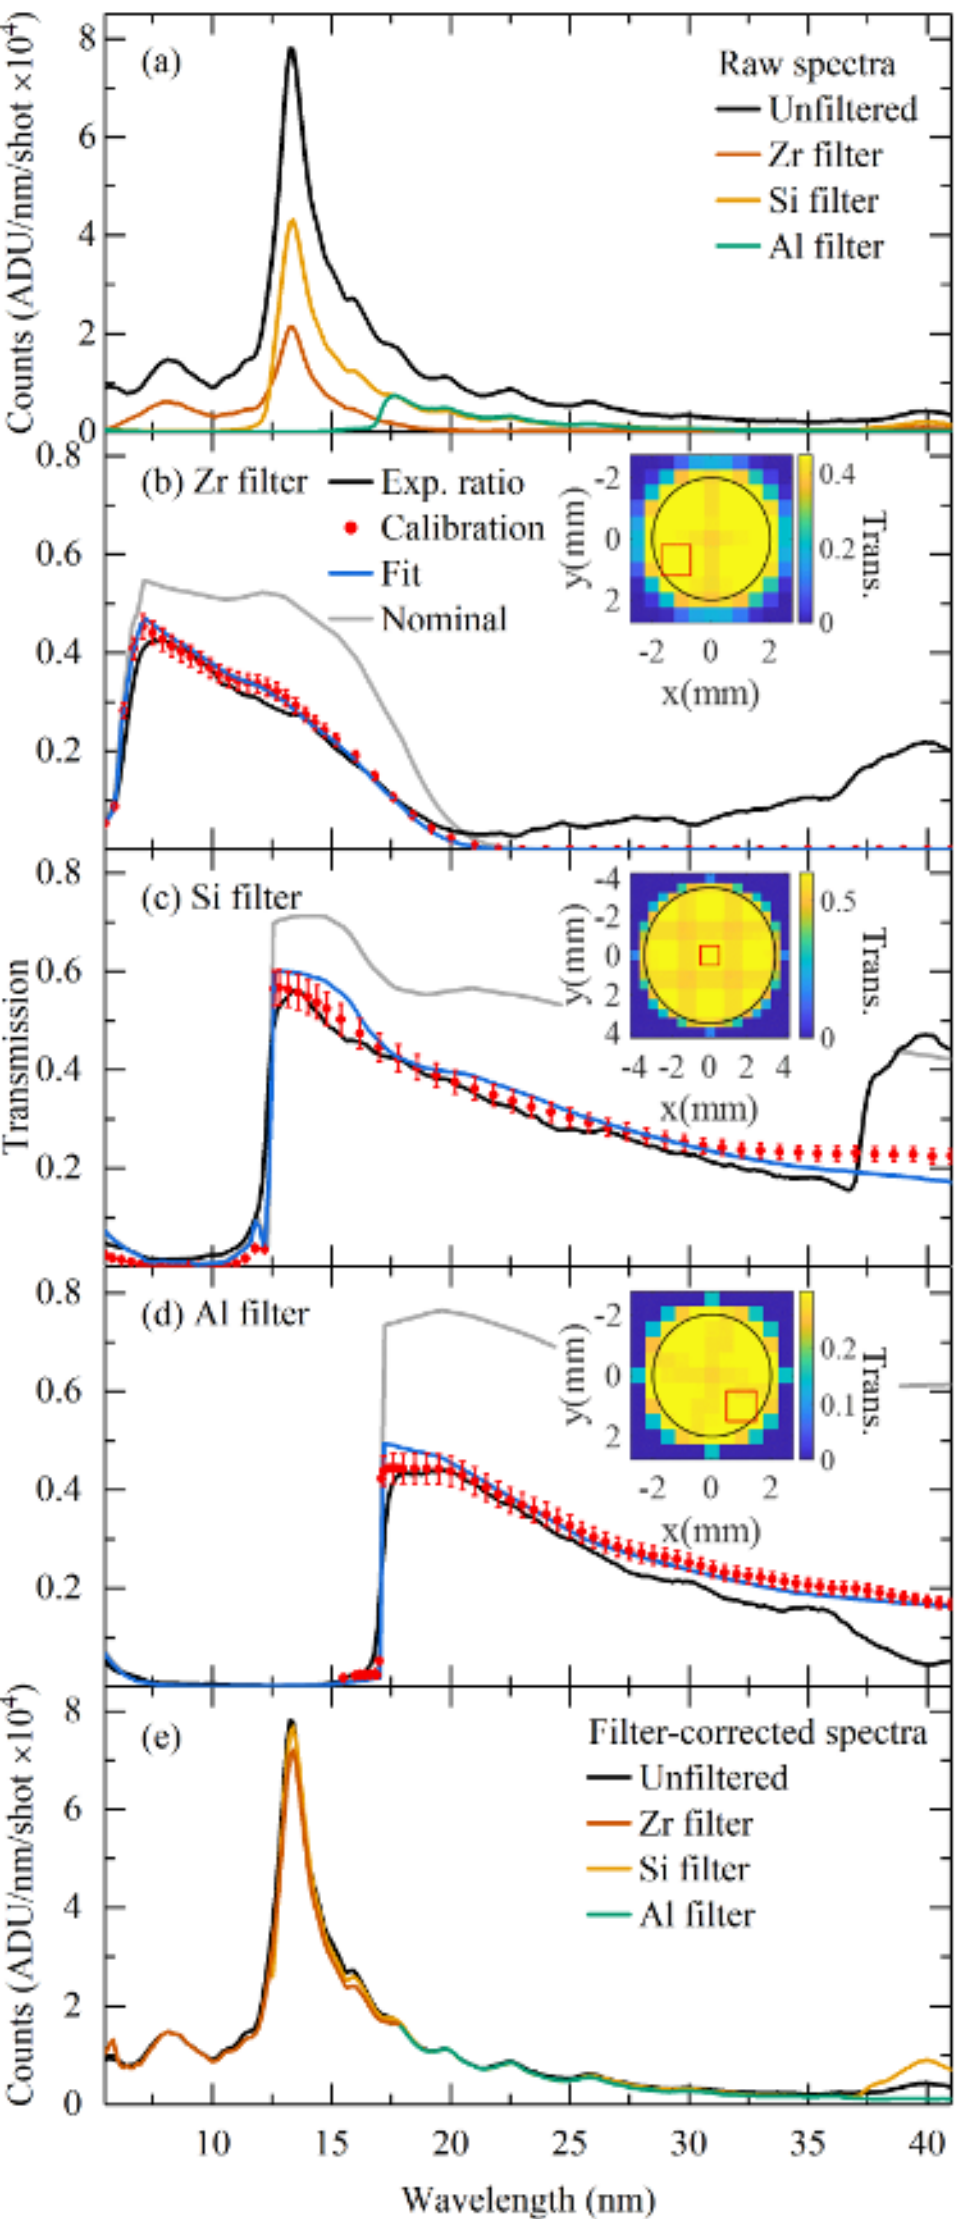 Counts (ADU/nm/shot ×10⁴)
8
6
4
2
0
(a)
Raw spectra
Unfiltered
Zr filter
Si filter
Al filter
Transmission
0.8
0.6
0.4
0.2
(b) Zr filter
Exp. ratio
Calibration
Fit
Nominal
y(mm)
-2
0
2
-2 0 2
x(mm)
0.4
0.2
0
Trans.
0.8
0.6
0.4
0.2
(c) Si filter
y(mm)
-4
-2
0
2
4
-4 -2 0 2 4
x(mm)
0.5
0
Trans.
0.8
0.6
0.4
0.2
(d) Al filter
y(mm)
-2
0
2
-2 0 2
x(mm)
0.2
0.1
0
Trans.
Counts (ADU/nm/shot ×10⁴)
8
6
4
2
0
(e)
Filter-corrected spectra
Unfiltered
Zr filter
Si filter
Al filter
10 15 20 25 30 35 40
Wavelength (nm)